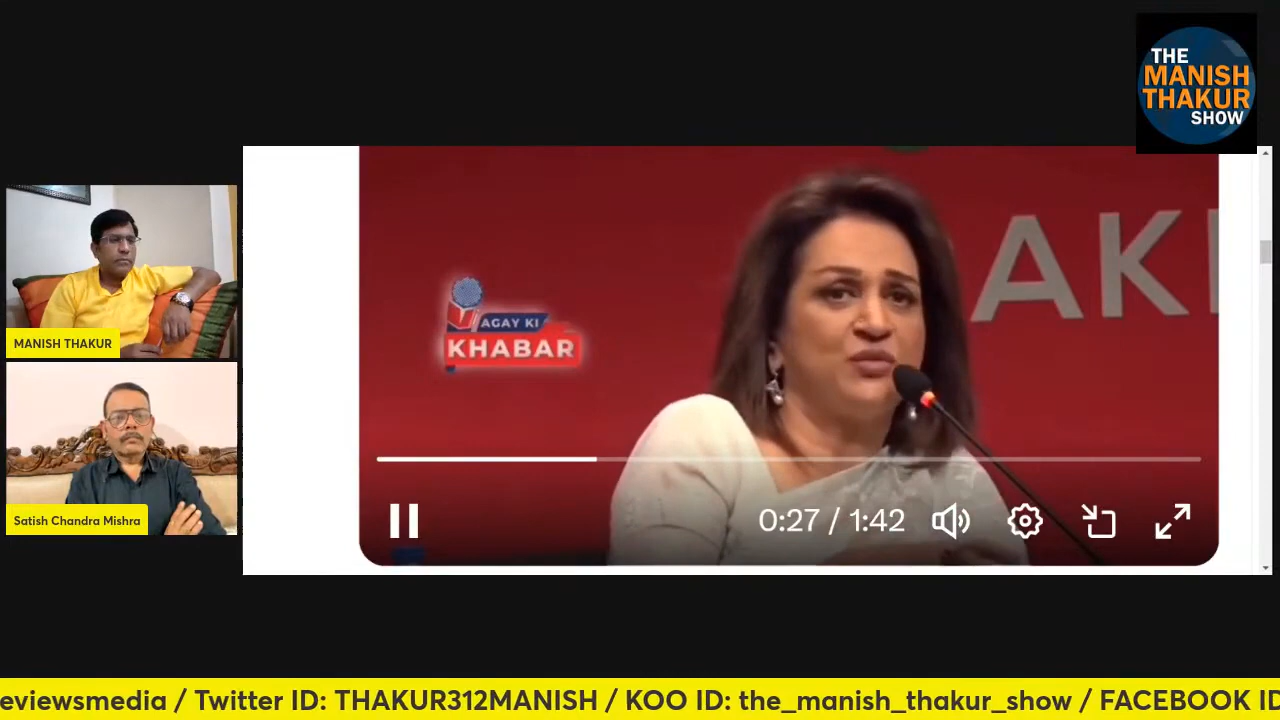 THE
MANISH
THAKUR
SHOW
MANISH THAKUR
Satish Chandra Mishra
AGAY KI
KHABAR
AK
0:27 / 1:42
eviewsmedia / Twitter ID: THAKUR312MANISH / KOO ID: the_manish_thakur_show / FACEBOOK ID